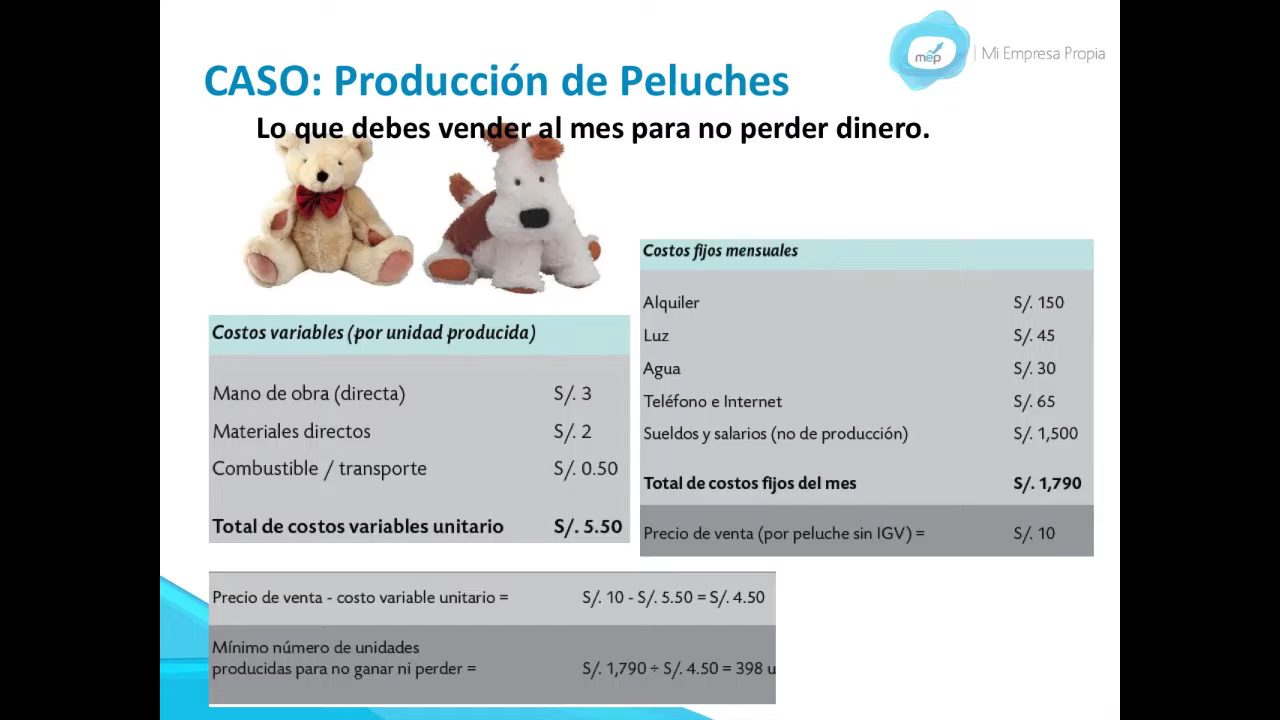 mep
Mi Empresa Propia
CASO: Producción de Peluches
Lo que debes vender al mes para no perder dinero.
Costos variables (por unidad producida)
Mano de obra (directa) S/. 3
Materiales directos S/. 2
Combustible / transporte S/. 0.50
Total de costos variables unitario S/. 5.50
Costos fijos mensuales
Alquiler S/. 150
Luz S/. 45
Agua S/. 30
Teléfono e Internet S/. 65
Sueldos y salarios (no de producción) S/. 1,500
Total de costos fijos del mes S/. 1,790
Precio de venta (por peluche sin IGV) = S/. 10
Precio de venta - costo variable unitario = S/. 10 - S/. 5.50 = S/. 4.50
Mínimo número de unidades
producidas para no ganar ni perder = S/. 1,790 ÷ S/. 4.50 = 398 u